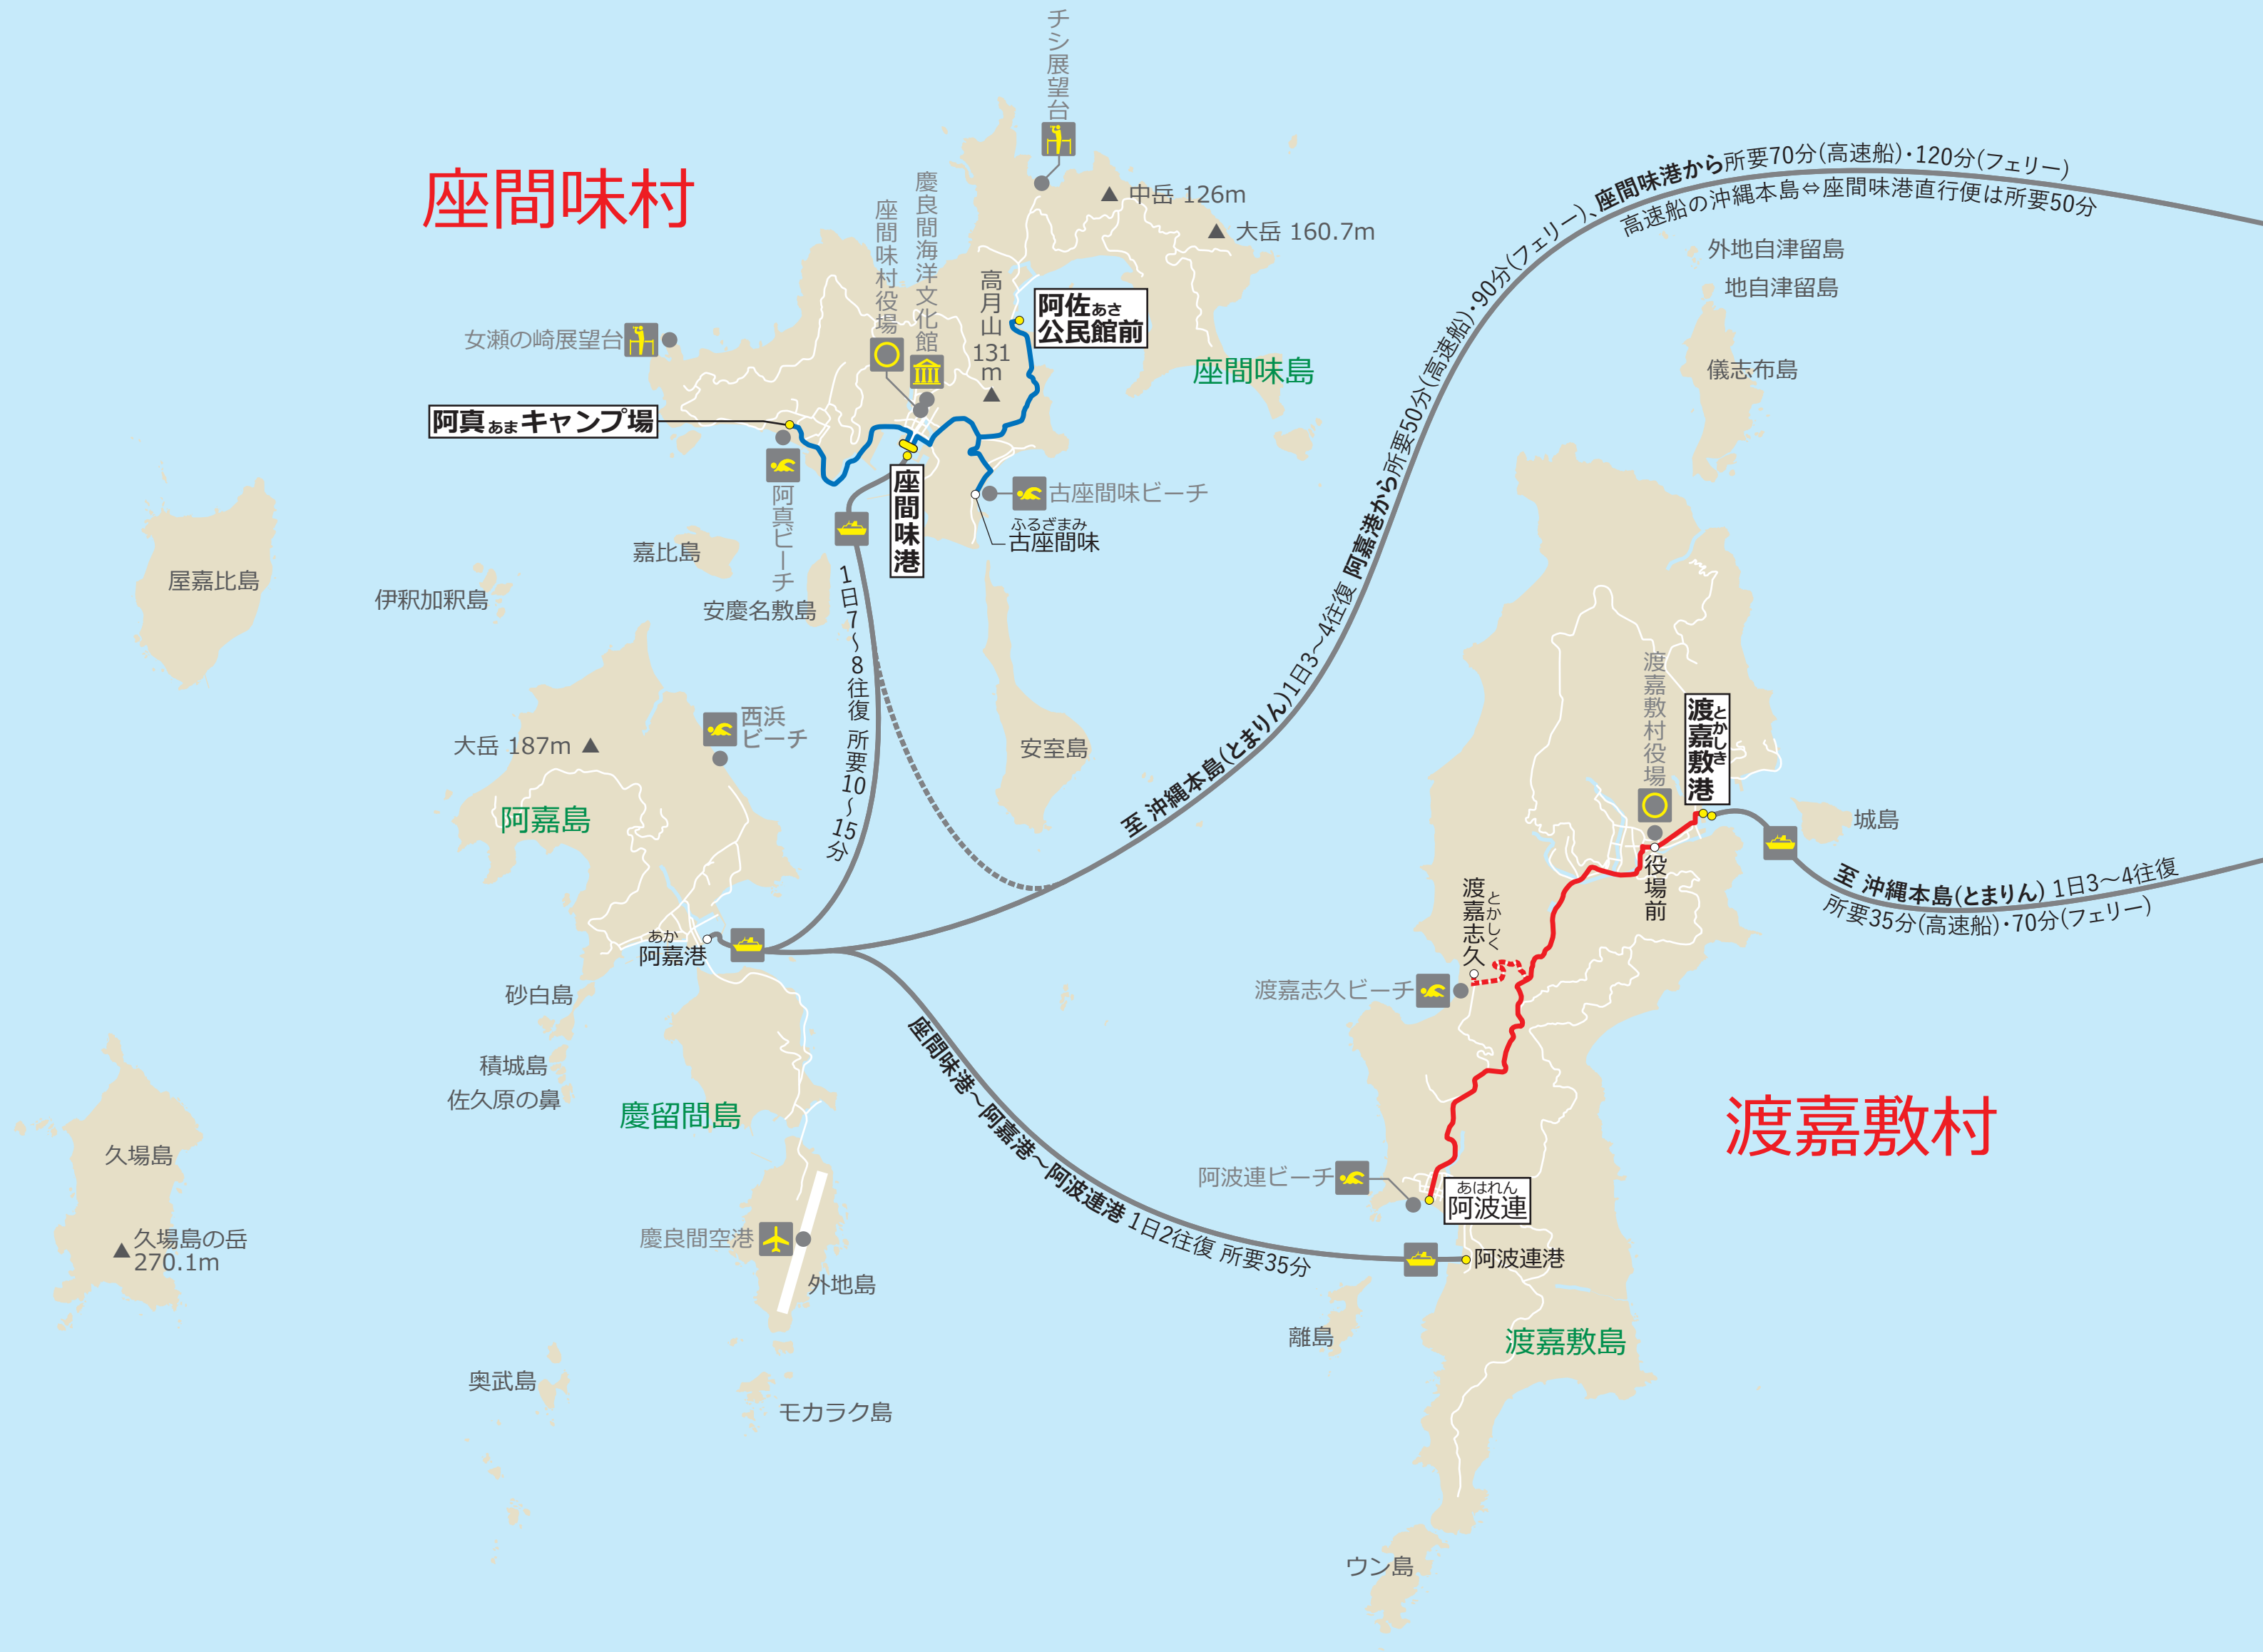 チシ展望台
座間味村
中岳 126m
大岳 160.7m
慶良間海洋文化館
座間味村役場
高月山
131
m
阿佐あさ
公民館前
座間味島
女瀬の崎展望台
阿真あまキャンプ場
阿真ビーチ
座間味港
古座間味ビーチ
ふるざまみ
古座間味
屋嘉比島
伊釈加釈島
嘉比島
安慶名敷島
安室島
1日7～8往復 所要10～15分
西浜
ビーチ
大岳 187m
阿嘉島
あか
阿嘉港
砂白島
積城島
佐久原の鼻
慶留間島
慶良間空港
外地島
久場島
久場島の岳
270.1m
奥武島
モカラク島
至 沖縄本島(とまりん)1日3～4往復 阿嘉港から所要50分(高速船)・90分(フェリー)、座間味港から所要70分(高速船)・120分(フェリー)
高速船の沖縄本島⇔座間味港直行便は所要50分
座間味港～阿嘉港～阿波連港 1日2往復 所要35分
外地自津留島
地自津留島
儀志布島
渡嘉敷村役場
渡嘉敷港
とかしき
城島
至 沖縄本島(とまりん) 1日3～4往復
所要35分(高速船)・70分(フェリー)
役場前
渡嘉志久
とかしく
渡嘉志久ビーチ
渡嘉敷村
阿波連ビーチ
あはれん
阿波連
阿波連港
離島
渡嘉敷島
ウン島